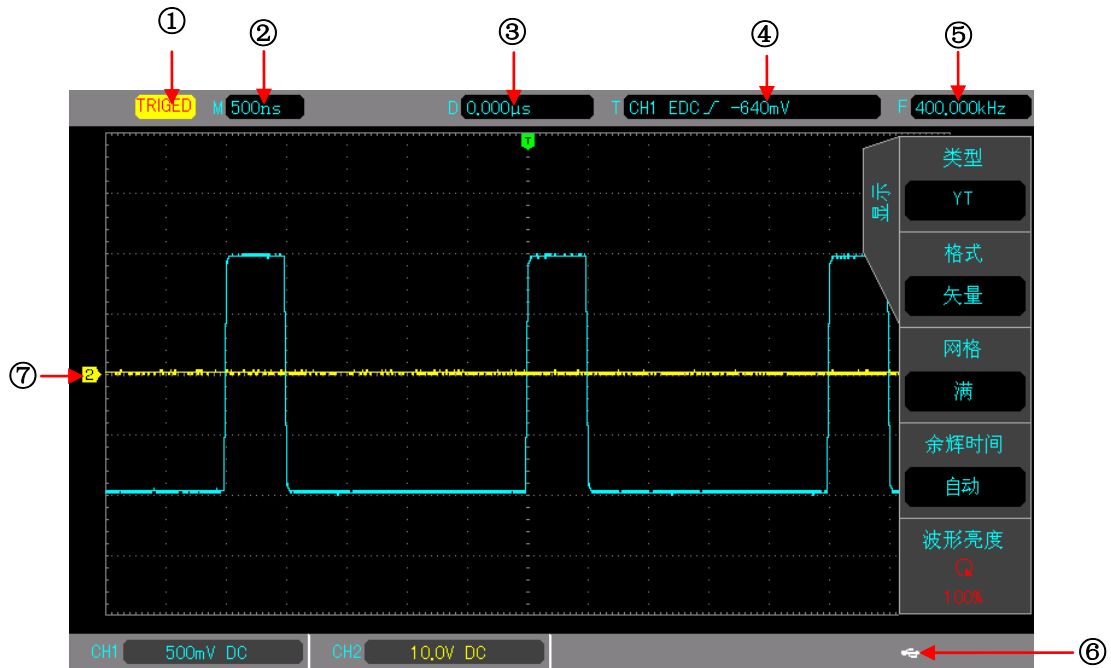 ① ② ③ ④ ⑤
TRIGED M 500ns D 0.000μs T CH1 EDC -640mV F 400.000kHz
T
显示
类型
YT
格式
矢量
网格
满
余辉时间
自动
波形亮度
100%
⑦ 2
CH1 500mV DC CH2 10.0V DC
⑥